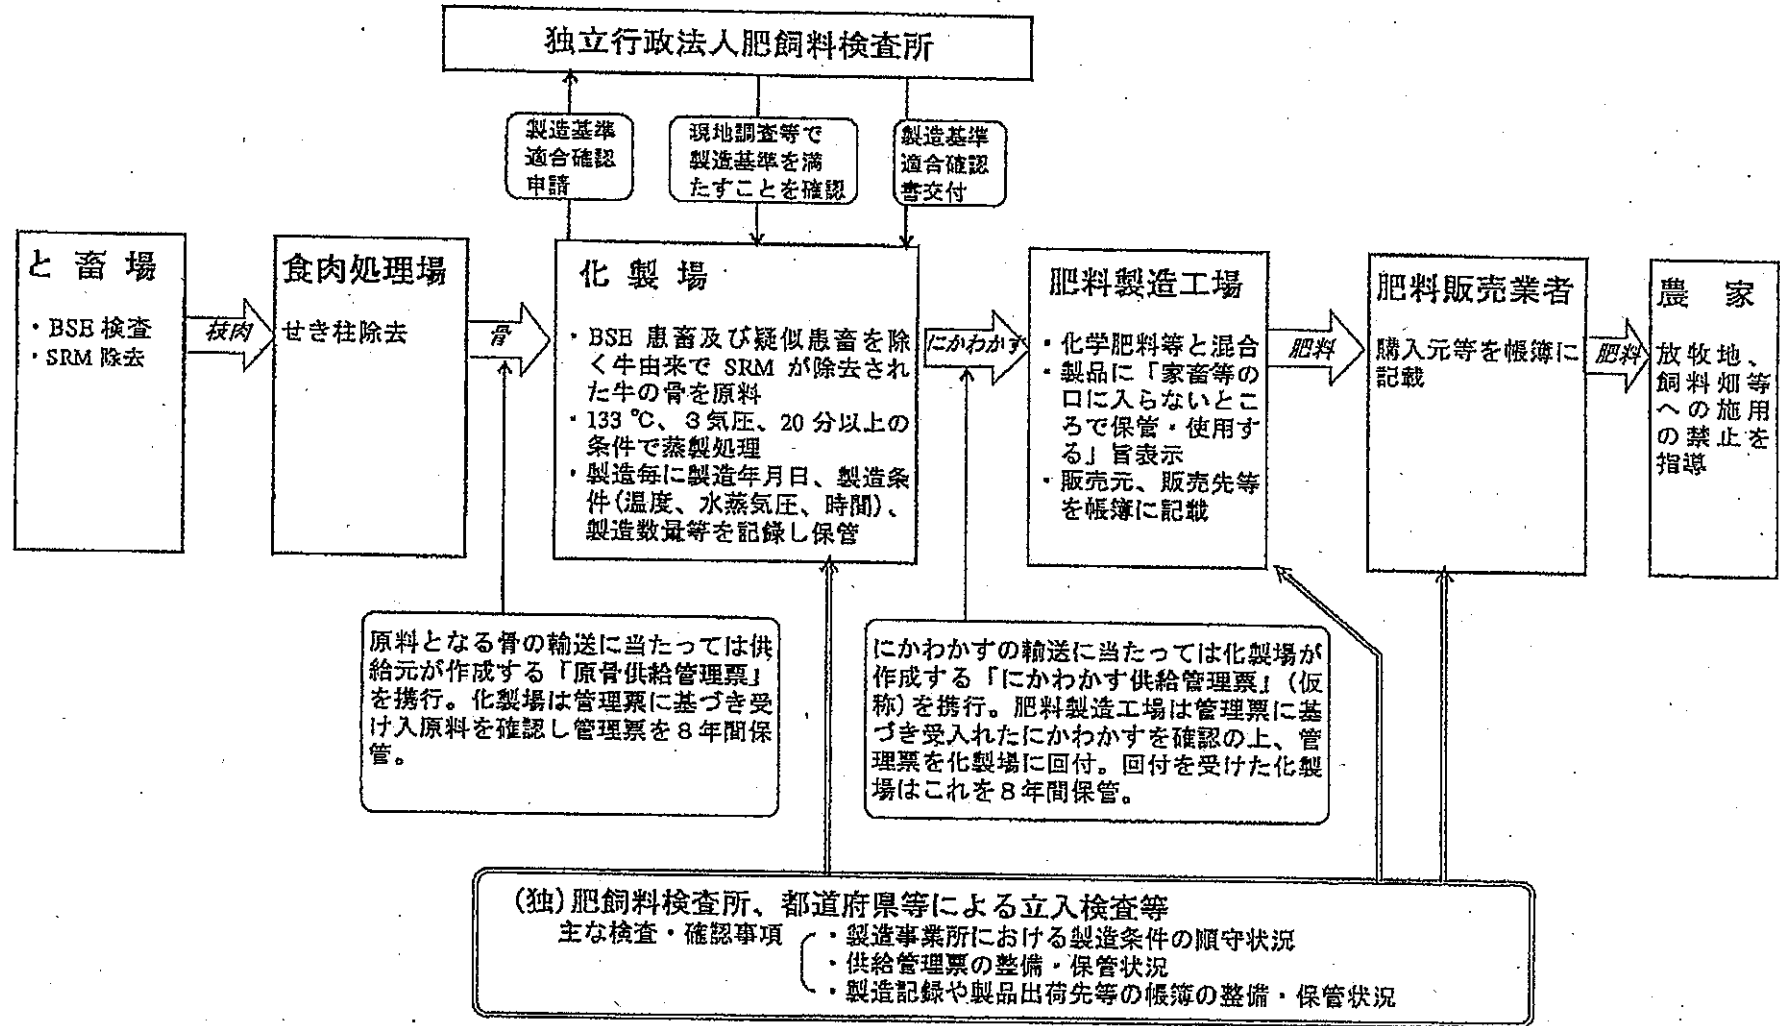 独立行政法人肥飼料検査所
製造基準
適合確認
申請
現地調査等で
製造基準を満
たすことを確認
製造基準
適合確認
書交付
と畜場
・BSE 検査
・SRM 除去
枝肉
食肉処理場
せき柱除去
骨
化製場
・BSE 患畜及び疑似患畜を除
く牛由来で SRM が除去され
た牛の骨を原料
・133 ℃、３気圧、20 分以上の
条件で蒸製処理
・製造毎に製造年月日、製造条
件(温度、水蒸気圧、時間)、
製造数量等を記録し保管
にかわかす
肥料製造工場
・化学肥料等と混合
・製品に「家畜等の
口に入らないとこ
ろで保管・使用す
る」旨表示
・販売元、販売先等
を帳簿に記載
肥料
肥料販売業者
購入元等を帳簿に
記載
肥料
農家
放牧地、
飼料畑等
への施用
の禁止を
指導
原料となる骨の輸送に当たっては供
給元が作成する「原骨供給管理票」
を携行。化製場は管理票に基づき受
け入原料を確認し管理票を８年間保
管。
にかわかすの輸送に当たっては化製場が
作成する「にかわかす供給管理票」(仮
称)を携行。肥料製造工場は管理票に基
づき受入れたにかわかすを確認の上、管
理票を化製場に回付。回付を受けた化製
場はこれを８年間保管。
(独)肥飼料検査所、都道府県等による立入検査等
主な検査・確認事項
・製造事業所における製造条件の順守状況
・供給管理票の整備・保管状況
・製造記録や製品出荷先等の帳簿の整備・保管状況